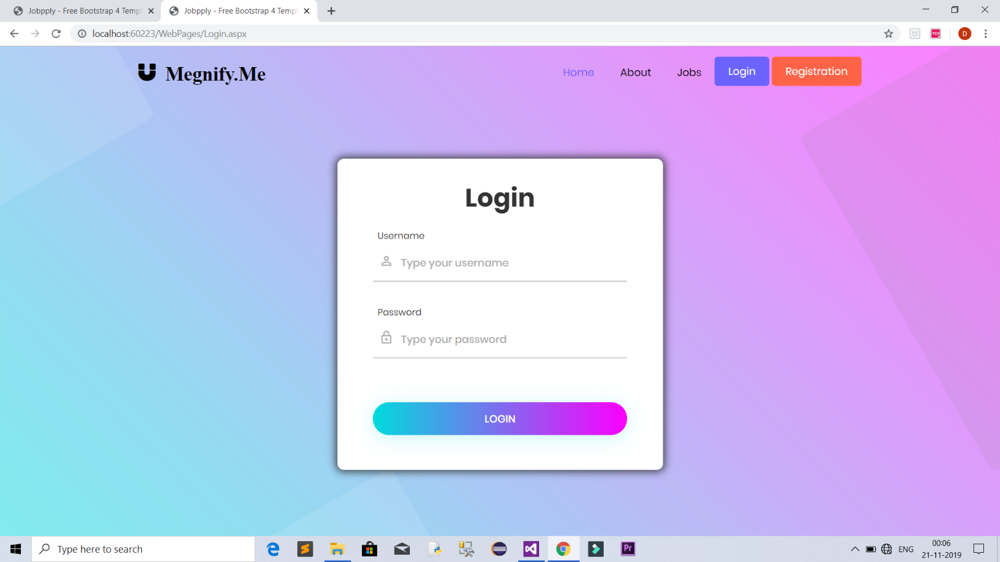 Jobpply - Free Bootstrap 4 Templ
Jobpply - Free Bootstrap 4 Templ
localhost:60223/WebPages/Login.aspx
PDF
D
Megnify.Me
Home
About
Jobs
Login
Registration
Login
Username
Type your username
Password
Type your password
LOGIN
Type here to search
Pr
ENG
00:06
21-11-2019